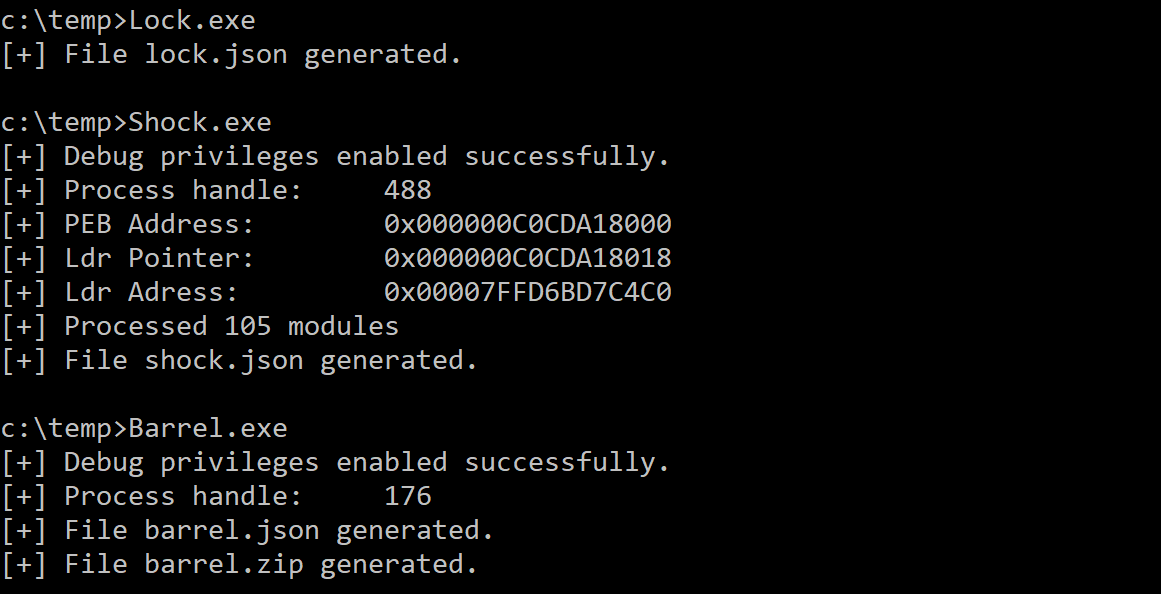 c:\temp>Lock.exe
[+] File lock.json generated.
c:\temp>Shock.exe
[+] Debug privileges enabled successfully.
[+] Process handle:     488
[+] PEB Address:        0x000000C0CDA18000
[+] Ldr Pointer:        0x000000C0CDA18018
[+] Ldr Adress:         0x00007FFD6BD7C4C0
[+] Processed 105 modules
[+] File shock.json generated.
c:\temp>Barrel.exe
[+] Debug privileges enabled successfully.
[+] Process handle:     176
[+] File barrel.json generated.
[+] File barrel.zip generated.